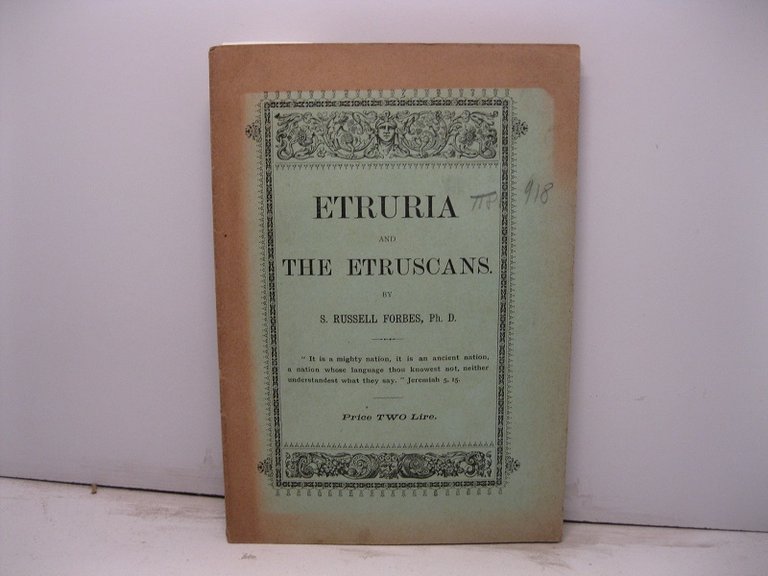 ETRURIA
918
AND
THE ETRUSCANS.
BY
S. RUSSELL FORBES, Ph. D.
" It is a mighty nation, it is an ancient nation,
a nation whose language thou knowest not, neither
understandest what they say. " Jeremiah 5, 15.
Price TWO Lire.